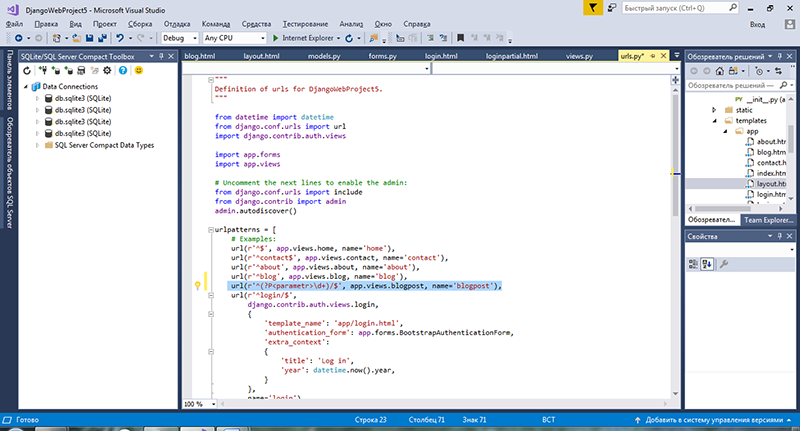 DjangoWebProject5 - Microsoft Visual Studio
Быстрый запуск (Ctrl+Q)
Файл Правка Вид Проект Сборка Отладка Команда Средства Тестирование Анализ Окно Справка
Вход
Debug Any CPU Internet Explorer
Панель элементов
Обозреватель объектов SQL Server
SQLite/SQL Server Compact Toolbox
Data Connections
db.sqlite3 (SQLite)
db.sqlite3 (SQLite)
db.sqlite3 (SQLite)
db.sqlite3 (SQLite)
SQL Server Compact Data Types
blog.html layout.html models.py forms.py login.html loginpartial.html views.py urls.py*
"""
Definition of urls for DjangoWebProject5.
"""
from datetime import datetime
from django.conf.urls import url
import django.contrib.auth.views
import app.forms
import app.views
# Uncomment the next lines to enable the admin:
from django.conf.urls import include
from django.contrib import admin
admin.autodiscover()
urlpatterns = [
# Examples:
url(r'^$', app.views.home, name='home'),
url(r'^contact$', app.views.contact, name='contact'),
url(r'^about', app.views.about, name='about'),
url(r'^blog', app.views.blog, name='blog'),
url(r'^(?P<parametr>\d+)/$', app.views.blogpost, name='blogpost'),
url(r'^login/$',
django.contrib.auth.views.login,
{
'template_name': 'app/login.html',
'authentication_form': app.forms.BootstrapAuthenticationForm,
'extra_context':
{
'title': 'Log in',
'year': datetime.now().year,
}
},
name='login'),
100 %
Обозреватель решений
Обозреватель решений
__init__.py (a
static
templates
app
about.htm
blog.htm
contact.h
index.htm
layout.ht
Обозревател... Team Explorer...
Свойства
Готово Строка 23 Столбец 71 Знак 71 ВСТ Добавить в систему управления версиями